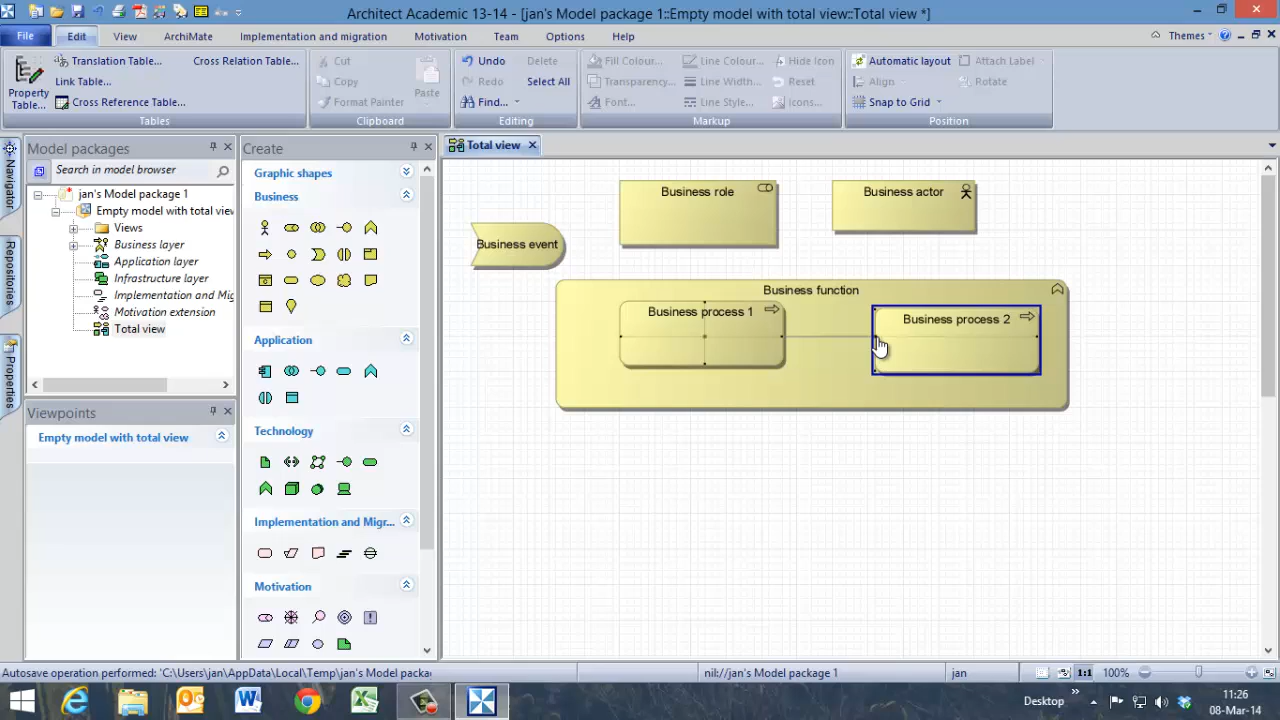 Architect Academic 13-14 - [jan's Model package 1::Empty model with total view::Total view *]
File Edit View ArchiMate Implementation and migration Motivation Team Options Help Themes
Property Table...
Translation Table...
Cross Relation Table...
Link Table...
Cross Reference Table...
Tables
Cut
Copy
Format Painter
Paste
Clipboard
Undo
Redo
Find...
Delete
Select All
Editing
Fill Colour...
Transparency...
Font...
Line Colour...
Line Width...
Line Style...
Hide Icon
Reset
Icons...
Markup
Automatic layout
Align
Snap to Grid
Attach Label
Rotate
Position
Navigator
Repositories
Properties
Model packages
Search in model browser
jan's Model package 1
Empty model with total view
Views
Business layer
Application layer
Infrastructure layer
Implementation and Mig
Motivation extension
Total view
Viewpoints
Empty model with total view
Create
Graphic shapes
Business
Application
Technology
Implementation and Migr...
Motivation
Total view
Business role
Business actor
Business event
Business function
Business process 1
Business process 2
Autosave operation performed: 'C:\Users\jan\AppData\Local\Temp\jan's Model packa
nil://jan's Model package 1
jan
1:1
100%
Desktop
11:26
08-Mar-14